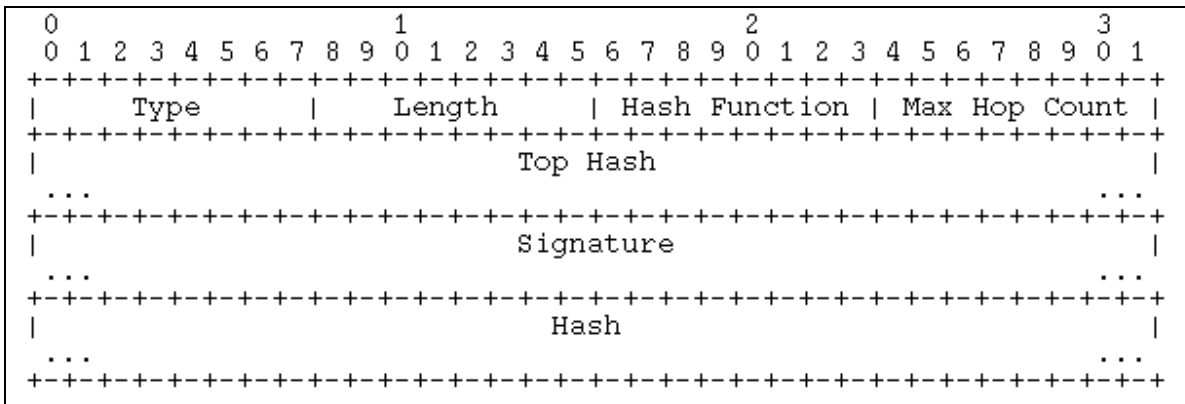 0                   1                   2                   3
 0 1 2 3 4 5 6 7 8 9 0 1 2 3 4 5 6 7 8 9 0 1 2 3 4 5 6 7 8 9 0 1
+-+-+-+-+-+-+-+-+-+-+-+-+-+-+-+-+-+-+-+-+-+-+-+-+-+-+-+-+-+-+-+-+
|     Type      |    Length     | Hash Function | Max Hop Count |
+-+-+-+-+-+-+-+-+-+-+-+-+-+-+-+-+-+-+-+-+-+-+-+-+-+-+-+-+-+-+-+-+
|                           Top Hash                            |
 ...                                                         ...
+-+-+-+-+-+-+-+-+-+-+-+-+-+-+-+-+-+-+-+-+-+-+-+-+-+-+-+-+-+-+-+-+
|                           Signature                           |
 ...                                                         ...
+-+-+-+-+-+-+-+-+-+-+-+-+-+-+-+-+-+-+-+-+-+-+-+-+-+-+-+-+-+-+-+-+
|                             Hash                              |
 ...                                                         ...
+-+-+-+-+-+-+-+-+-+-+-+-+-+-+-+-+-+-+-+-+-+-+-+-+-+-+-+-+-+-+-+-+